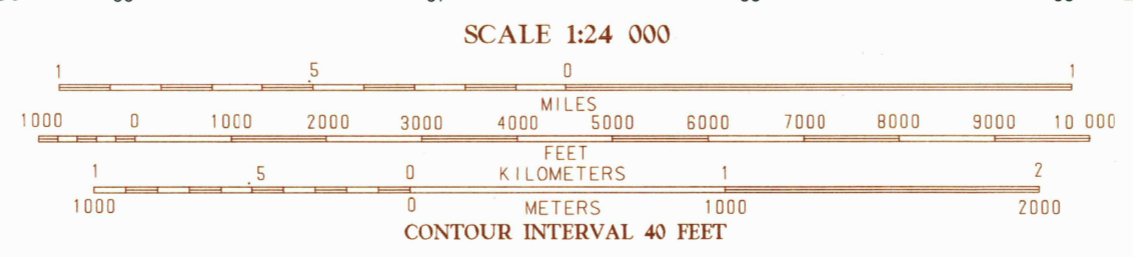 SCALE 1:24 000
1 .5 0 1
MILES
1000 0 1000 2000 3000 4000 5000 6000 7000 8000 9000 10 000
FEET
1 .5 0 KILOMETERS 1 2
1000 0 METERS 1000 2000
CONTOUR INTERVAL 40 FEET